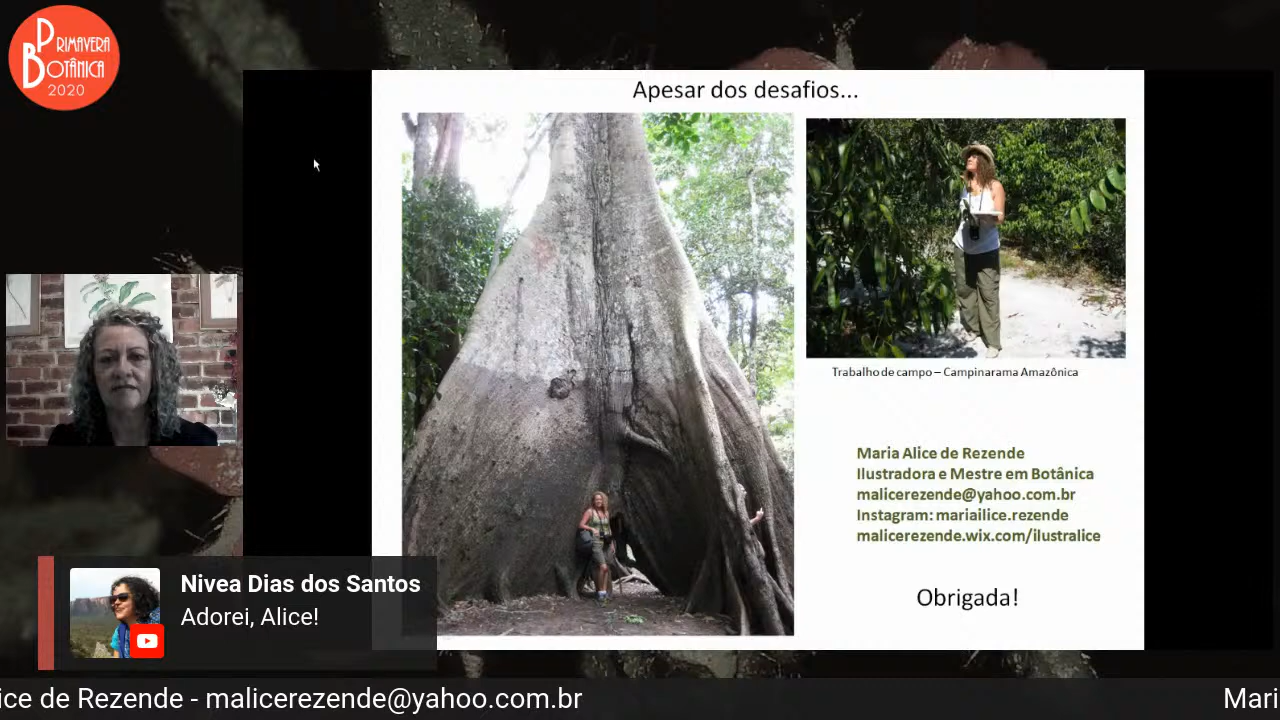 PRIMAVERA
BOTÂNICA
2020
Apesar dos desafios...
Trabalho de campo – Campinarama Amazônica
Maria Alice de Rezende
Ilustradora e Mestre em Botânica
malicerezende@yahoo.com.br
Instagram: mariailice.rezende
malicerezende.wix.com/ilustralice
Obrigada!
Nivea Dias dos Santos
Adorei, Alice!
ice de Rezende - malicerezende@yahoo.com.br
Mari